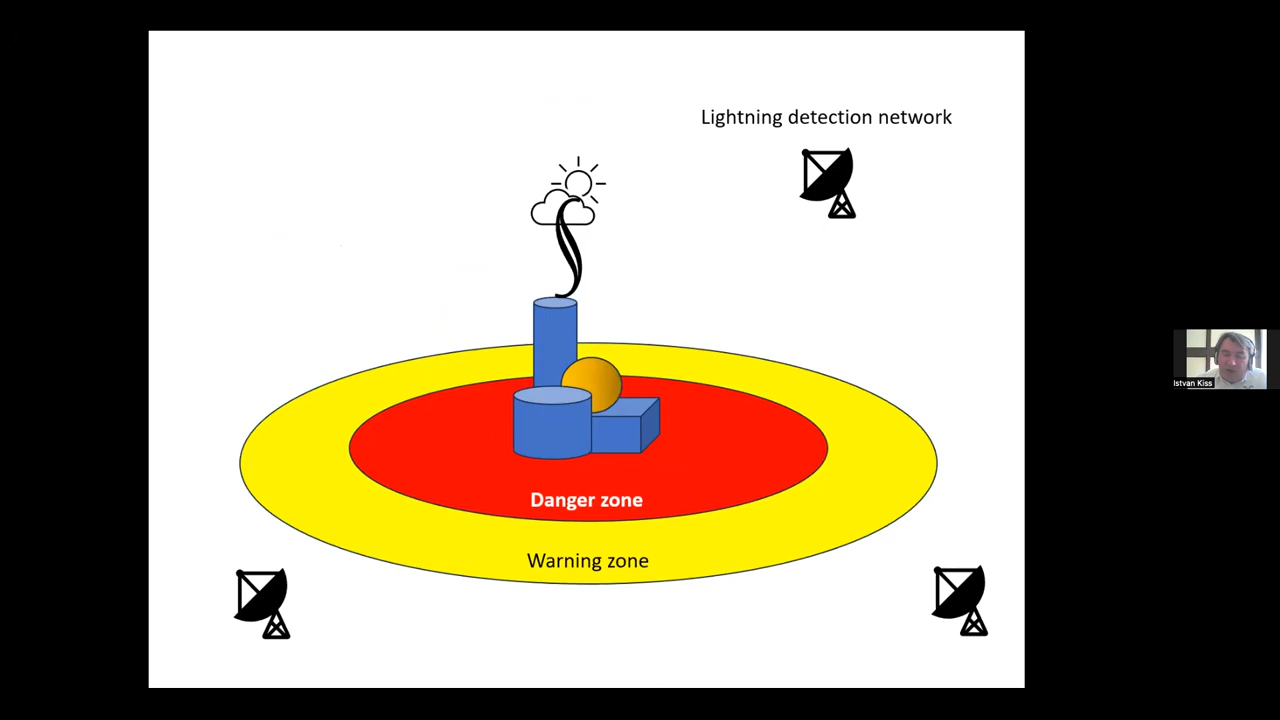 Lightning detection network
Danger zone
Warning zone
Istvan Kiss